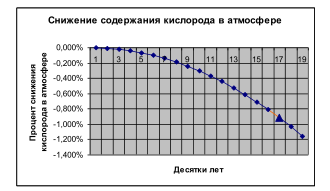 Снижение содержания кислорода в атмосфере
Процент снижения
кислорода в атмосфере
0,000%
-0,200%
-0,400%
-0,600%
-0,800%
-1,000%
-1,200%
-1,400%
1 3 5 7 9 11 13 15 17 19
Десятки лет